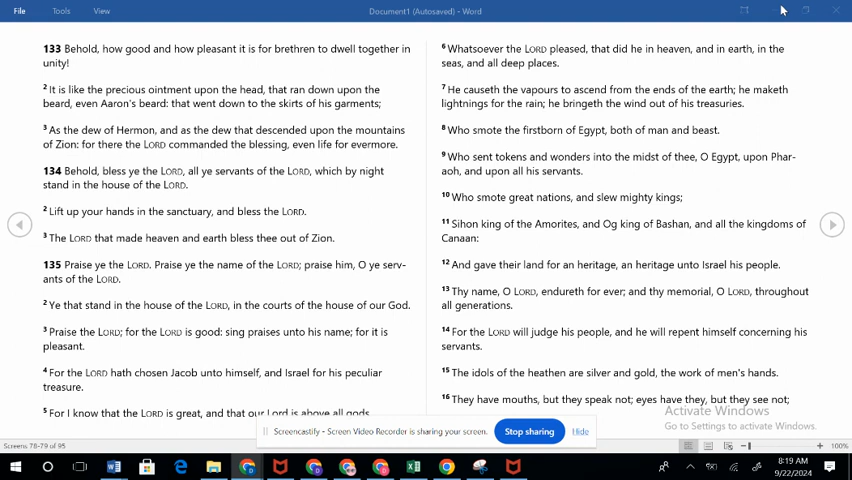 File Tools View Document1 (Autosaved) - Word
133 Behold, how good and how pleasant it is for brethren to dwell together in
unity!
2 It is like the precious ointment upon the head, that ran down upon the
beard, even Aaron's beard: that went down to the skirts of his garments;
3 As the dew of Hermon, and as the dew that descended upon the mountains
of Zion: for there the LORD commanded the blessing, even life for evermore.
134 Behold, bless ye the LORD, all ye servants of the LORD, which by night
stand in the house of the LORD.
2 Lift up your hands in the sanctuary, and bless the LORD.
3 The LORD that made heaven and earth bless thee out of Zion.
135 Praise ye the LORD. Praise ye the name of the LORD; praise him, O ye serv-
ants of the LORD.
2 Ye that stand in the house of the LORD, in the courts of the house of our God.
3 Praise the LORD; for the LORD is good: sing praises unto his name; for it is
pleasant.
4 For the LORD hath chosen Jacob unto himself, and Israel for his peculiar
treasure.
5 For I know that the LORD is great, and that our Lord is above all gods
6 Whatsoever the LORD pleased, that did he in heaven, and in earth, in the
seas, and all deep places.
7 He causeth the vapours to ascend from the ends of the earth; he maketh
lightnings for the rain; he bringeth the wind out of his treasuries.
8 Who smote the firstborn of Egypt, both of man and beast.
9 Who sent tokens and wonders into the midst of thee, O Egypt, upon Phar-
aoh, and upon all his servants.
10 Who smote great nations, and slew mighty kings;
11 Sihon king of the Amorites, and Og king of Bashan, and all the kingdoms of
Canaan:
12 And gave their land for an heritage, an heritage unto Israel his people.
13 Thy name, O LORD, endureth for ever; and thy memorial, O LORD, throughout
all generations.
14 For the LORD will judge his people, and he will repent himself concerning his
servants.
15 The idols of the heathen are silver and gold, the work of men's hands.
16 They have mouths, but they speak not; eyes have they, but they see not;
Activate Windows
Go to Settings to activate Windows.
Screencastify - Screen Video Recorder is sharing your screen. Stop sharing Hide
Screens 78-79 of 95 100%
8:19 AM
9/22/2024